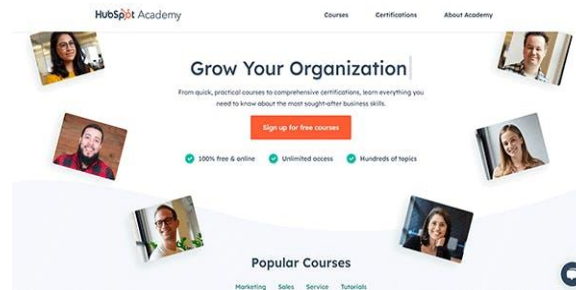 HubSpot Academy
Courses Certifications About Academy
Grow Your Organization
From quick, practical courses to comprehensive certifications, learn everything you
need to know about the most sought-after business skills.
Sign up for free courses
100% free & online Unlimited access Hundreds of topics
Popular Courses
Marketing Sales Service Tutorials